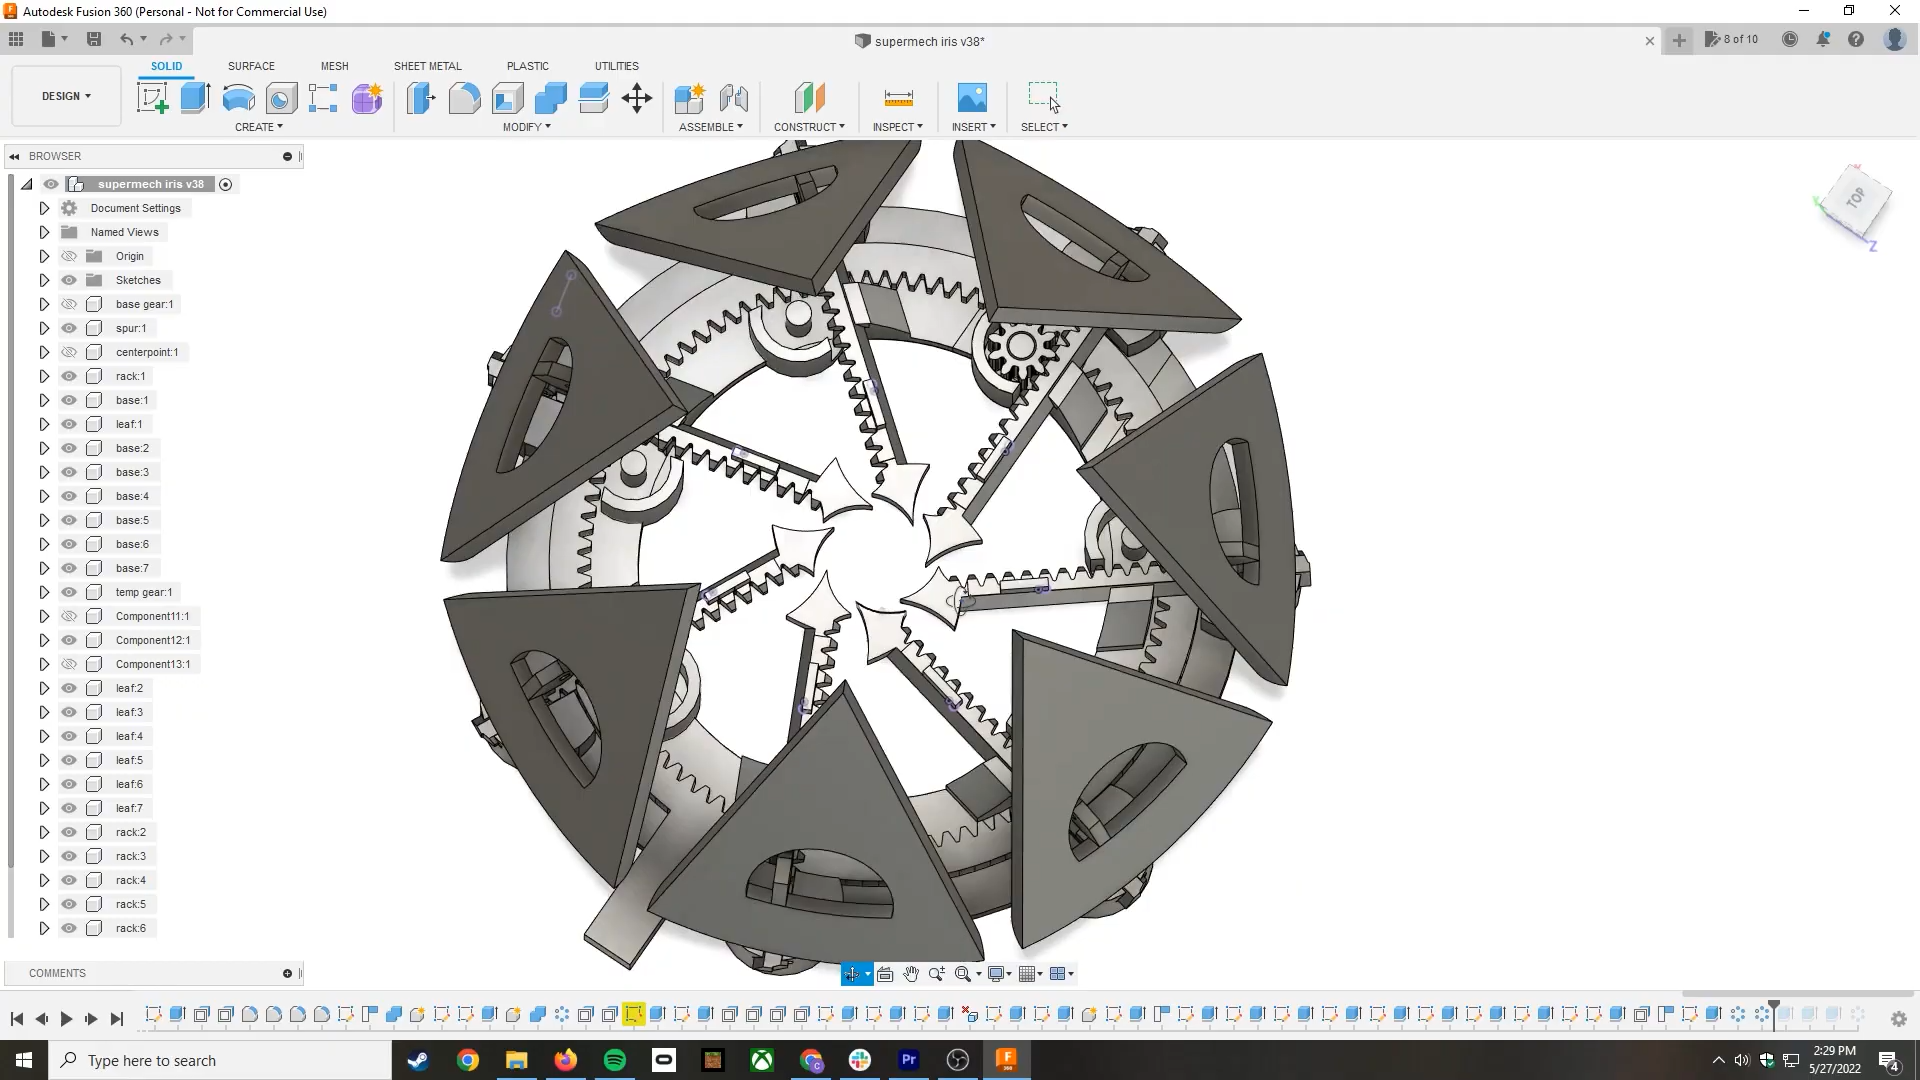 Autodesk Fusion 360 (Personal - Not for Commercial Use)
supermech iris v38*
8 of 10
DESIGN
SOLID SURFACE MESH SHEET METAL PLASTIC UTILITIES
CREATE MODIFY ASSEMBLE CONSTRUCT INSPECT INSERT SELECT
BROWSER
supermech iris v38
Document Settings
Named Views
Origin
Sketches
base gear:1
spur:1
centerpoint:1
rack:1
base:1
leaf:1
base:2
base:3
base:4
base:5
base:6
base:7
temp gear:1
Component11:1
Component12:1
Component13:1
leaf:2
leaf:3
leaf:4
leaf:5
leaf:6
leaf:7
rack:2
rack:3
rack:4
rack:5
rack:6
TOP
Y
Z
COMMENTS
Type here to search
Pr
F
360
2:29 PM
5/27/2022
4